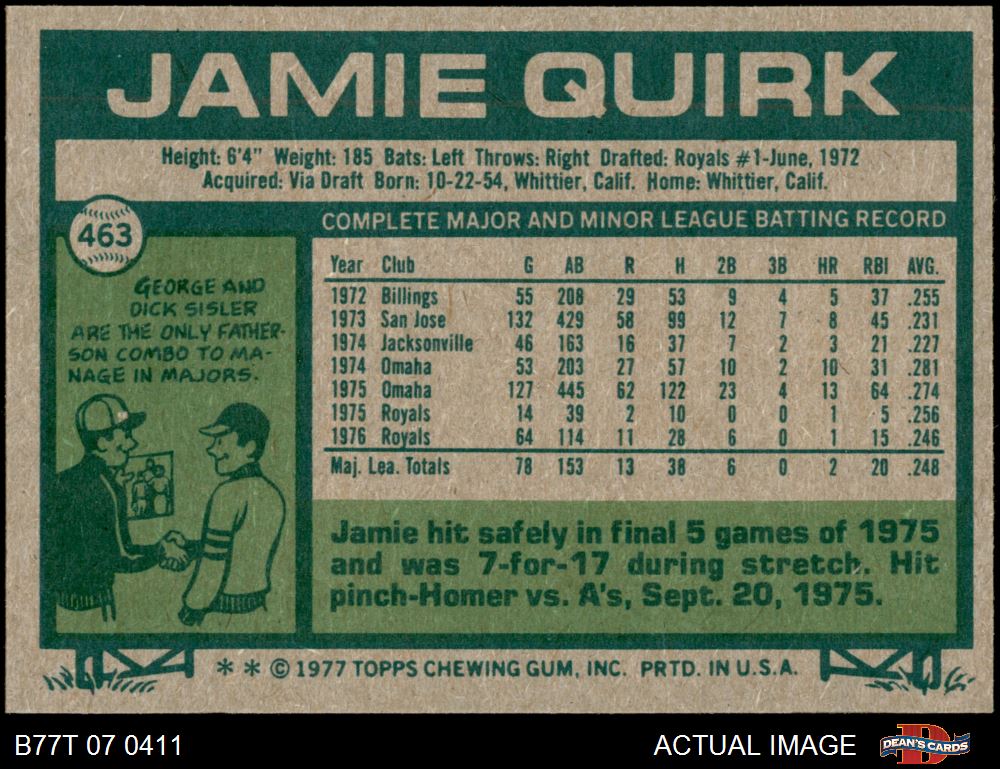 JAMIE QUIRK
Height: 6'4" Weight: 185 Bats: Left Throws: Right Drafted: Royals #1-June, 1972
Acquired: Via Draft Born: 10-22-54, Whittier, Calif. Home: Whittier, Calif.
463
GEORGE AND
DICK SISLER
ARE THE ONLY FATHER-
SON COMBO TO MA-
NAGE IN MAJORS.
COMPLETE MAJOR AND MINOR LEAGUE BATTING RECORD
Year Club G AB R H 2B 3B HR RBI AVG.
1972 Billings 55 208 29 53 9 4 5 37 .255
1973 San Jose 132 429 58 99 12 7 8 45 .231
1974 Jacksonville 46 163 16 37 7 2 3 21 .227
1974 Omaha 53 203 27 57 10 2 10 31 .281
1975 Omaha 127 445 62 122 23 4 13 64 .274
1975 Royals 14 39 2 10 0 0 1 5 .256
1976 Royals 64 114 11 28 6 0 1 15 .246
Maj. Lea. Totals 78 153 13 38 6 0 2 20 .248
Jamie hit safely in final 5 games of 1975
and was 7-for-17 during stretch. Hit
pinch-Homer vs. A's, Sept. 20, 1975.
* * © 1977 TOPPS CHEWING GUM, INC. PRTD. IN U.S.A.
B77T 07 0411
ACTUAL IMAGE
DEAN'S CARDS